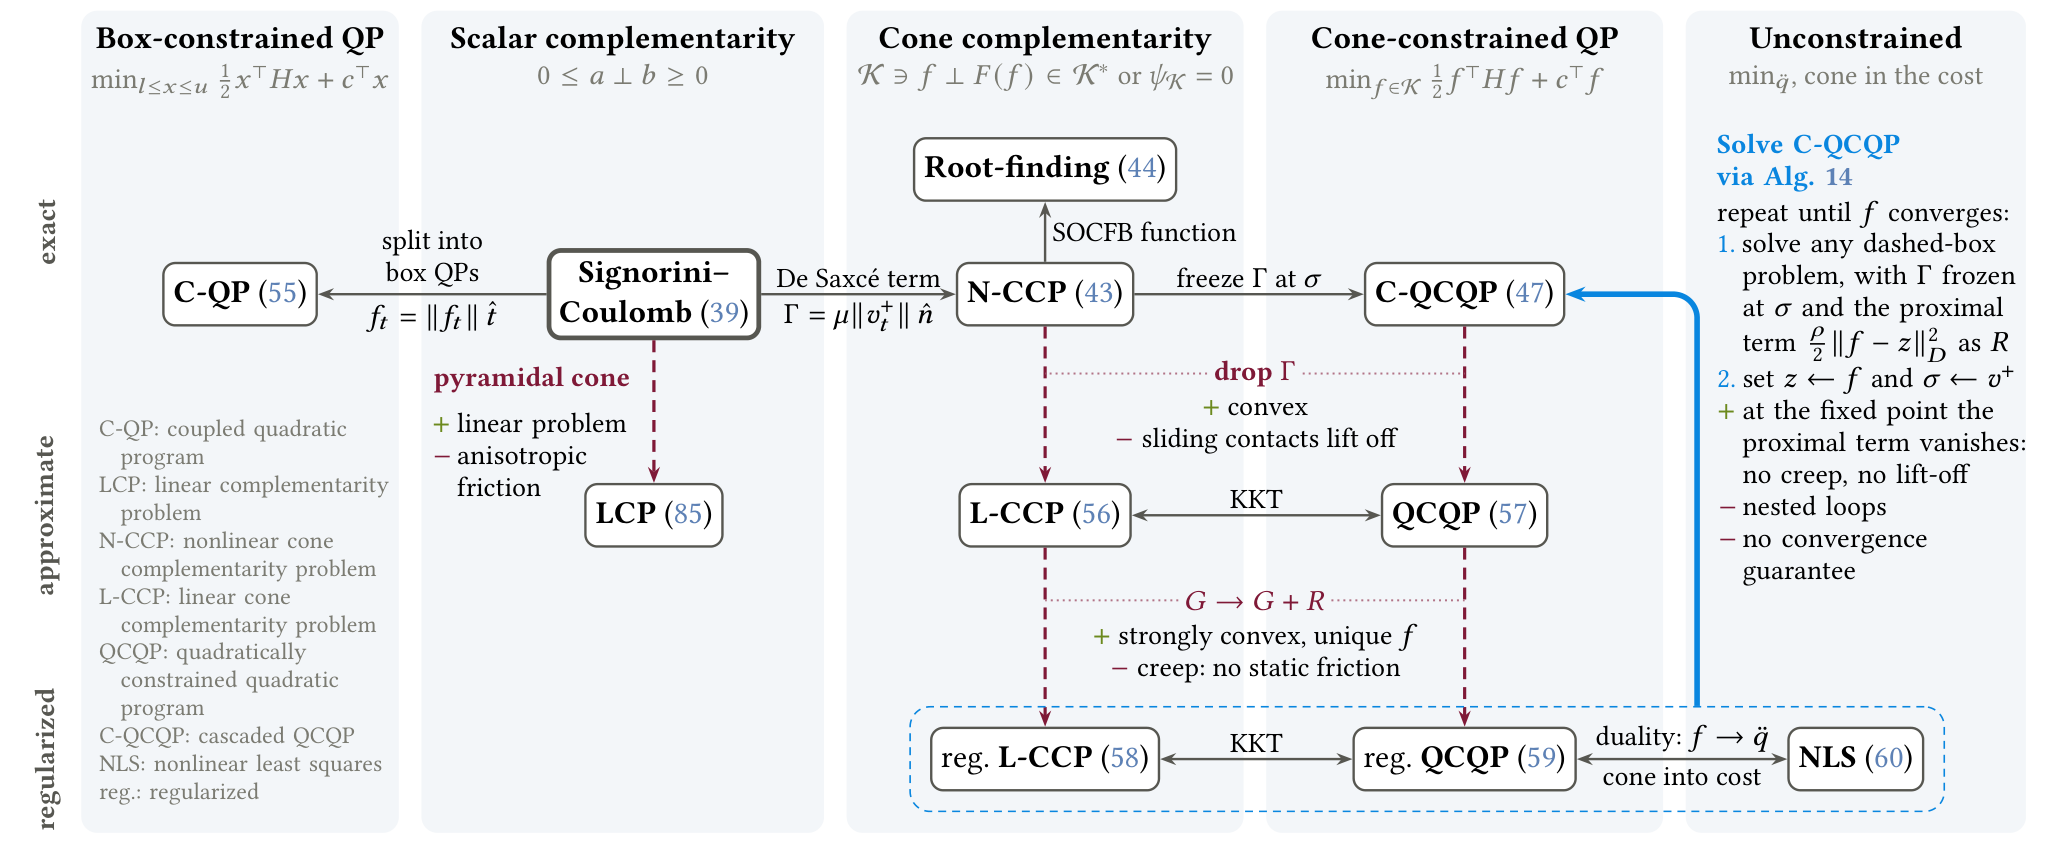 Box-constrained QP
min_{l≤x≤u} ½x⊤Hx + c⊤x
Scalar complementarity
0 ≤ a ⊥ b ≥ 0
Cone complementarity
𝒦 ∋ f ⊥ F(f) ∈ 𝒦* or ψ_𝒦 = 0
Cone-constrained QP
min_{f∈𝒦} ½f⊤Hf + c⊤f
Unconstrained
min_q̈, cone in the cost
exact
approximate
regularized
C-QP (55)
split into
box QPs
f_t = ‖f_t‖ t̂
Signorini–
Coulomb (39)
De Saxcé term
Γ = μ‖v_t⁺‖ n̂
Root-finding (44)
SOCFB function
N-CCP (43)
freeze Γ at σ
C-QCQP (47)
pyramidal cone
+ linear problem
− anisotropic
friction
LCP (85)
drop Γ
+ convex
− sliding contacts lift off
L-CCP (56)
KKT
QCQP (57)
G → G + R
+ strongly convex, unique f
− creep: no static friction
reg. L-CCP (58)
KKT
reg. QCQP (59)
duality: f → q̈
cone into cost
NLS (60)
C-QP: coupled quadratic
program
LCP: linear complementarity
problem
N-CCP: nonlinear cone
complementarity problem
L-CCP: linear cone
complementarity problem
QCQP: quadratically
constrained quadratic
program
C-QCQP: cascaded QCQP
NLS: nonlinear least squares
reg.: regularized
Solve C-QCQP
via Alg. 14
repeat until f converges:
1. solve any dashed-box
problem, with Γ frozen
at σ and the proximal
term ρ/2 ‖f − z‖²_D as R
2. set z ← f and σ ← v⁺
+ at the fixed point the
proximal term vanishes:
no creep, no lift-off
− nested loops
− no convergence
guarantee